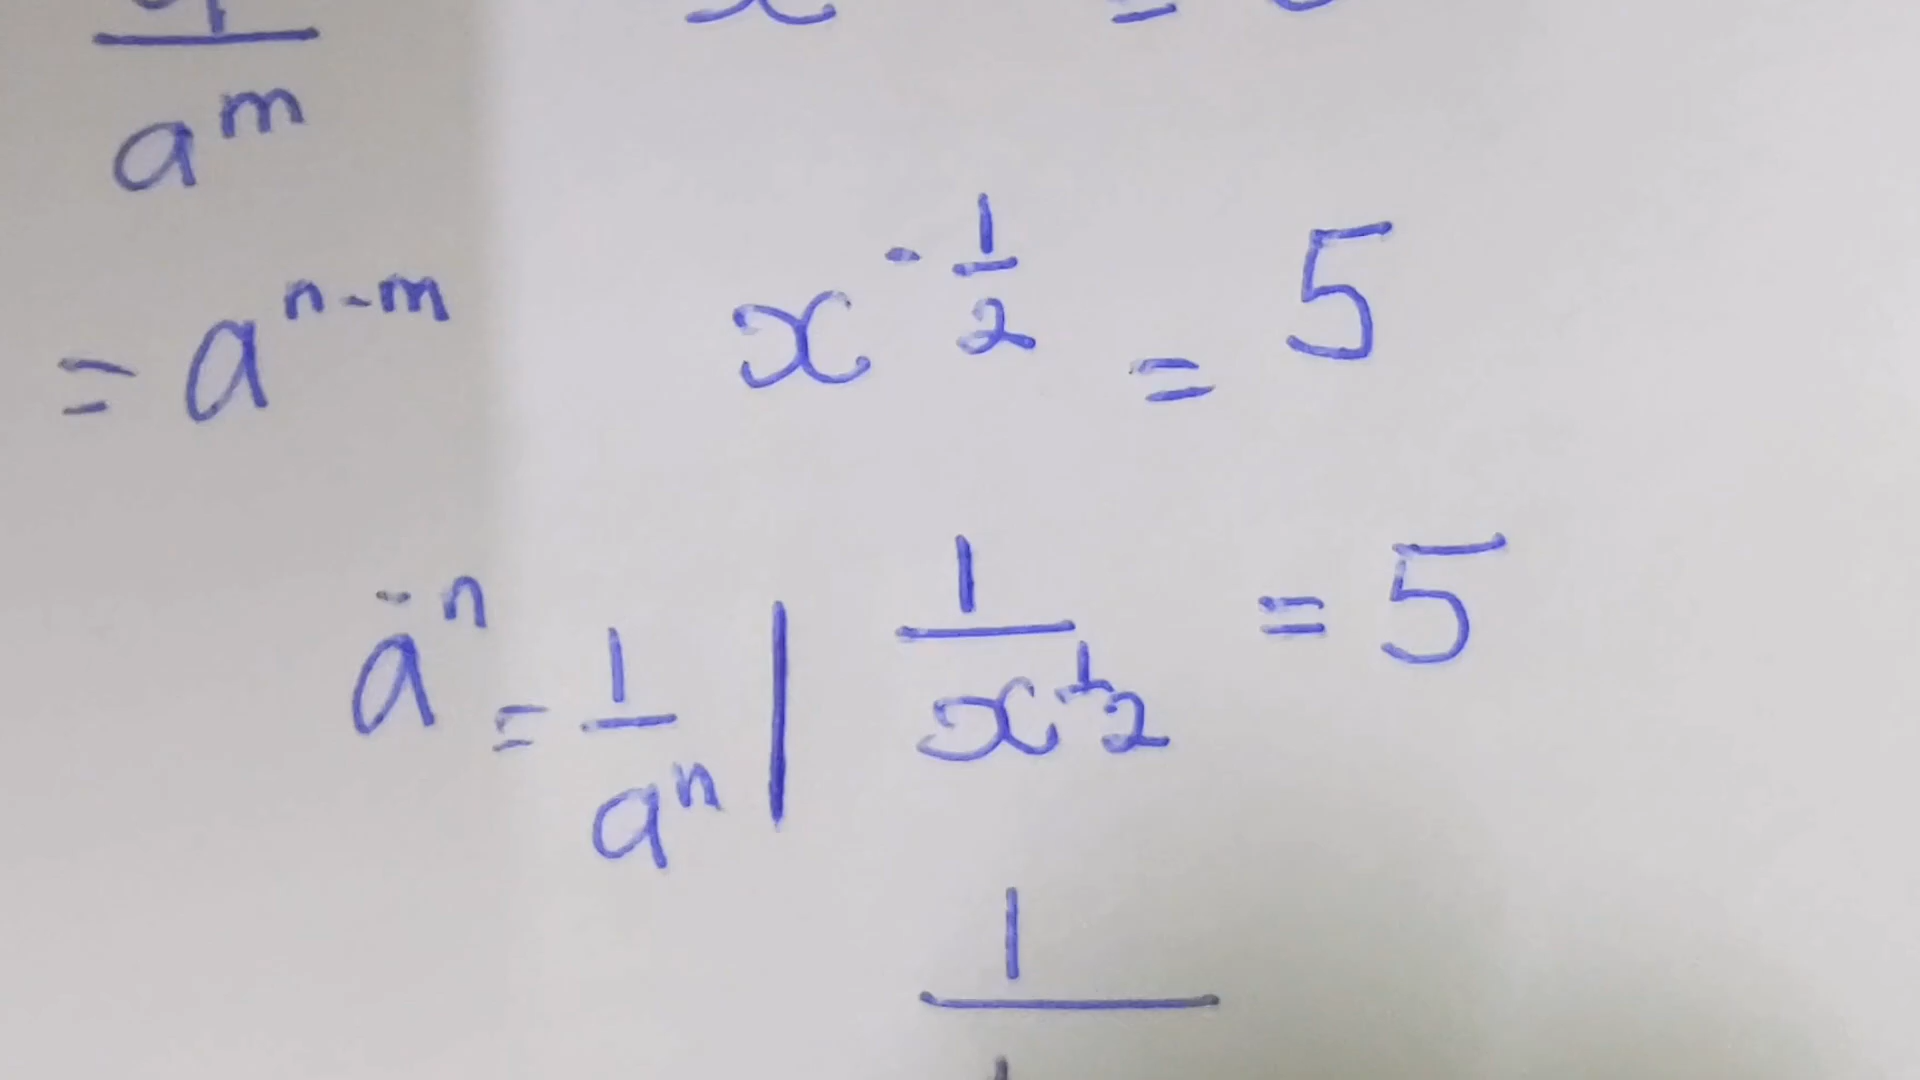 a^m
x^{-1/2} = 5
= a^{n-m}
a^{-n} = 1/a^n | 1/x^{1/2} = 5
1